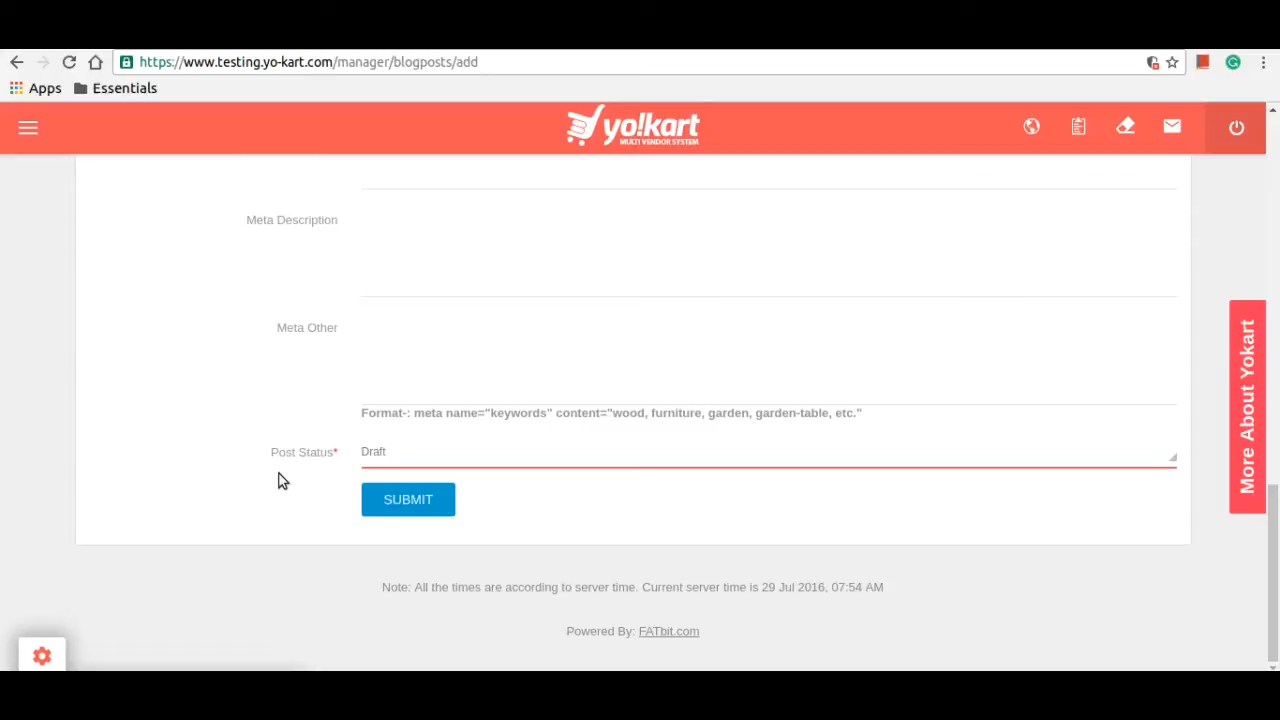 https://www.testing.yo-kart.com/manager/blogposts/add
Apps Essentials
yo!kart
MULTI VENDOR SYSTEM
Meta Description
Meta Other
Format-: meta name="keywords" content="wood, furniture, garden, garden-table, etc."
Post Status* Draft
SUBMIT
More About Yokart
Note: All the times are according to server time. Current server time is 29 Jul 2016, 07:54 AM
Powered By: FATbit.com